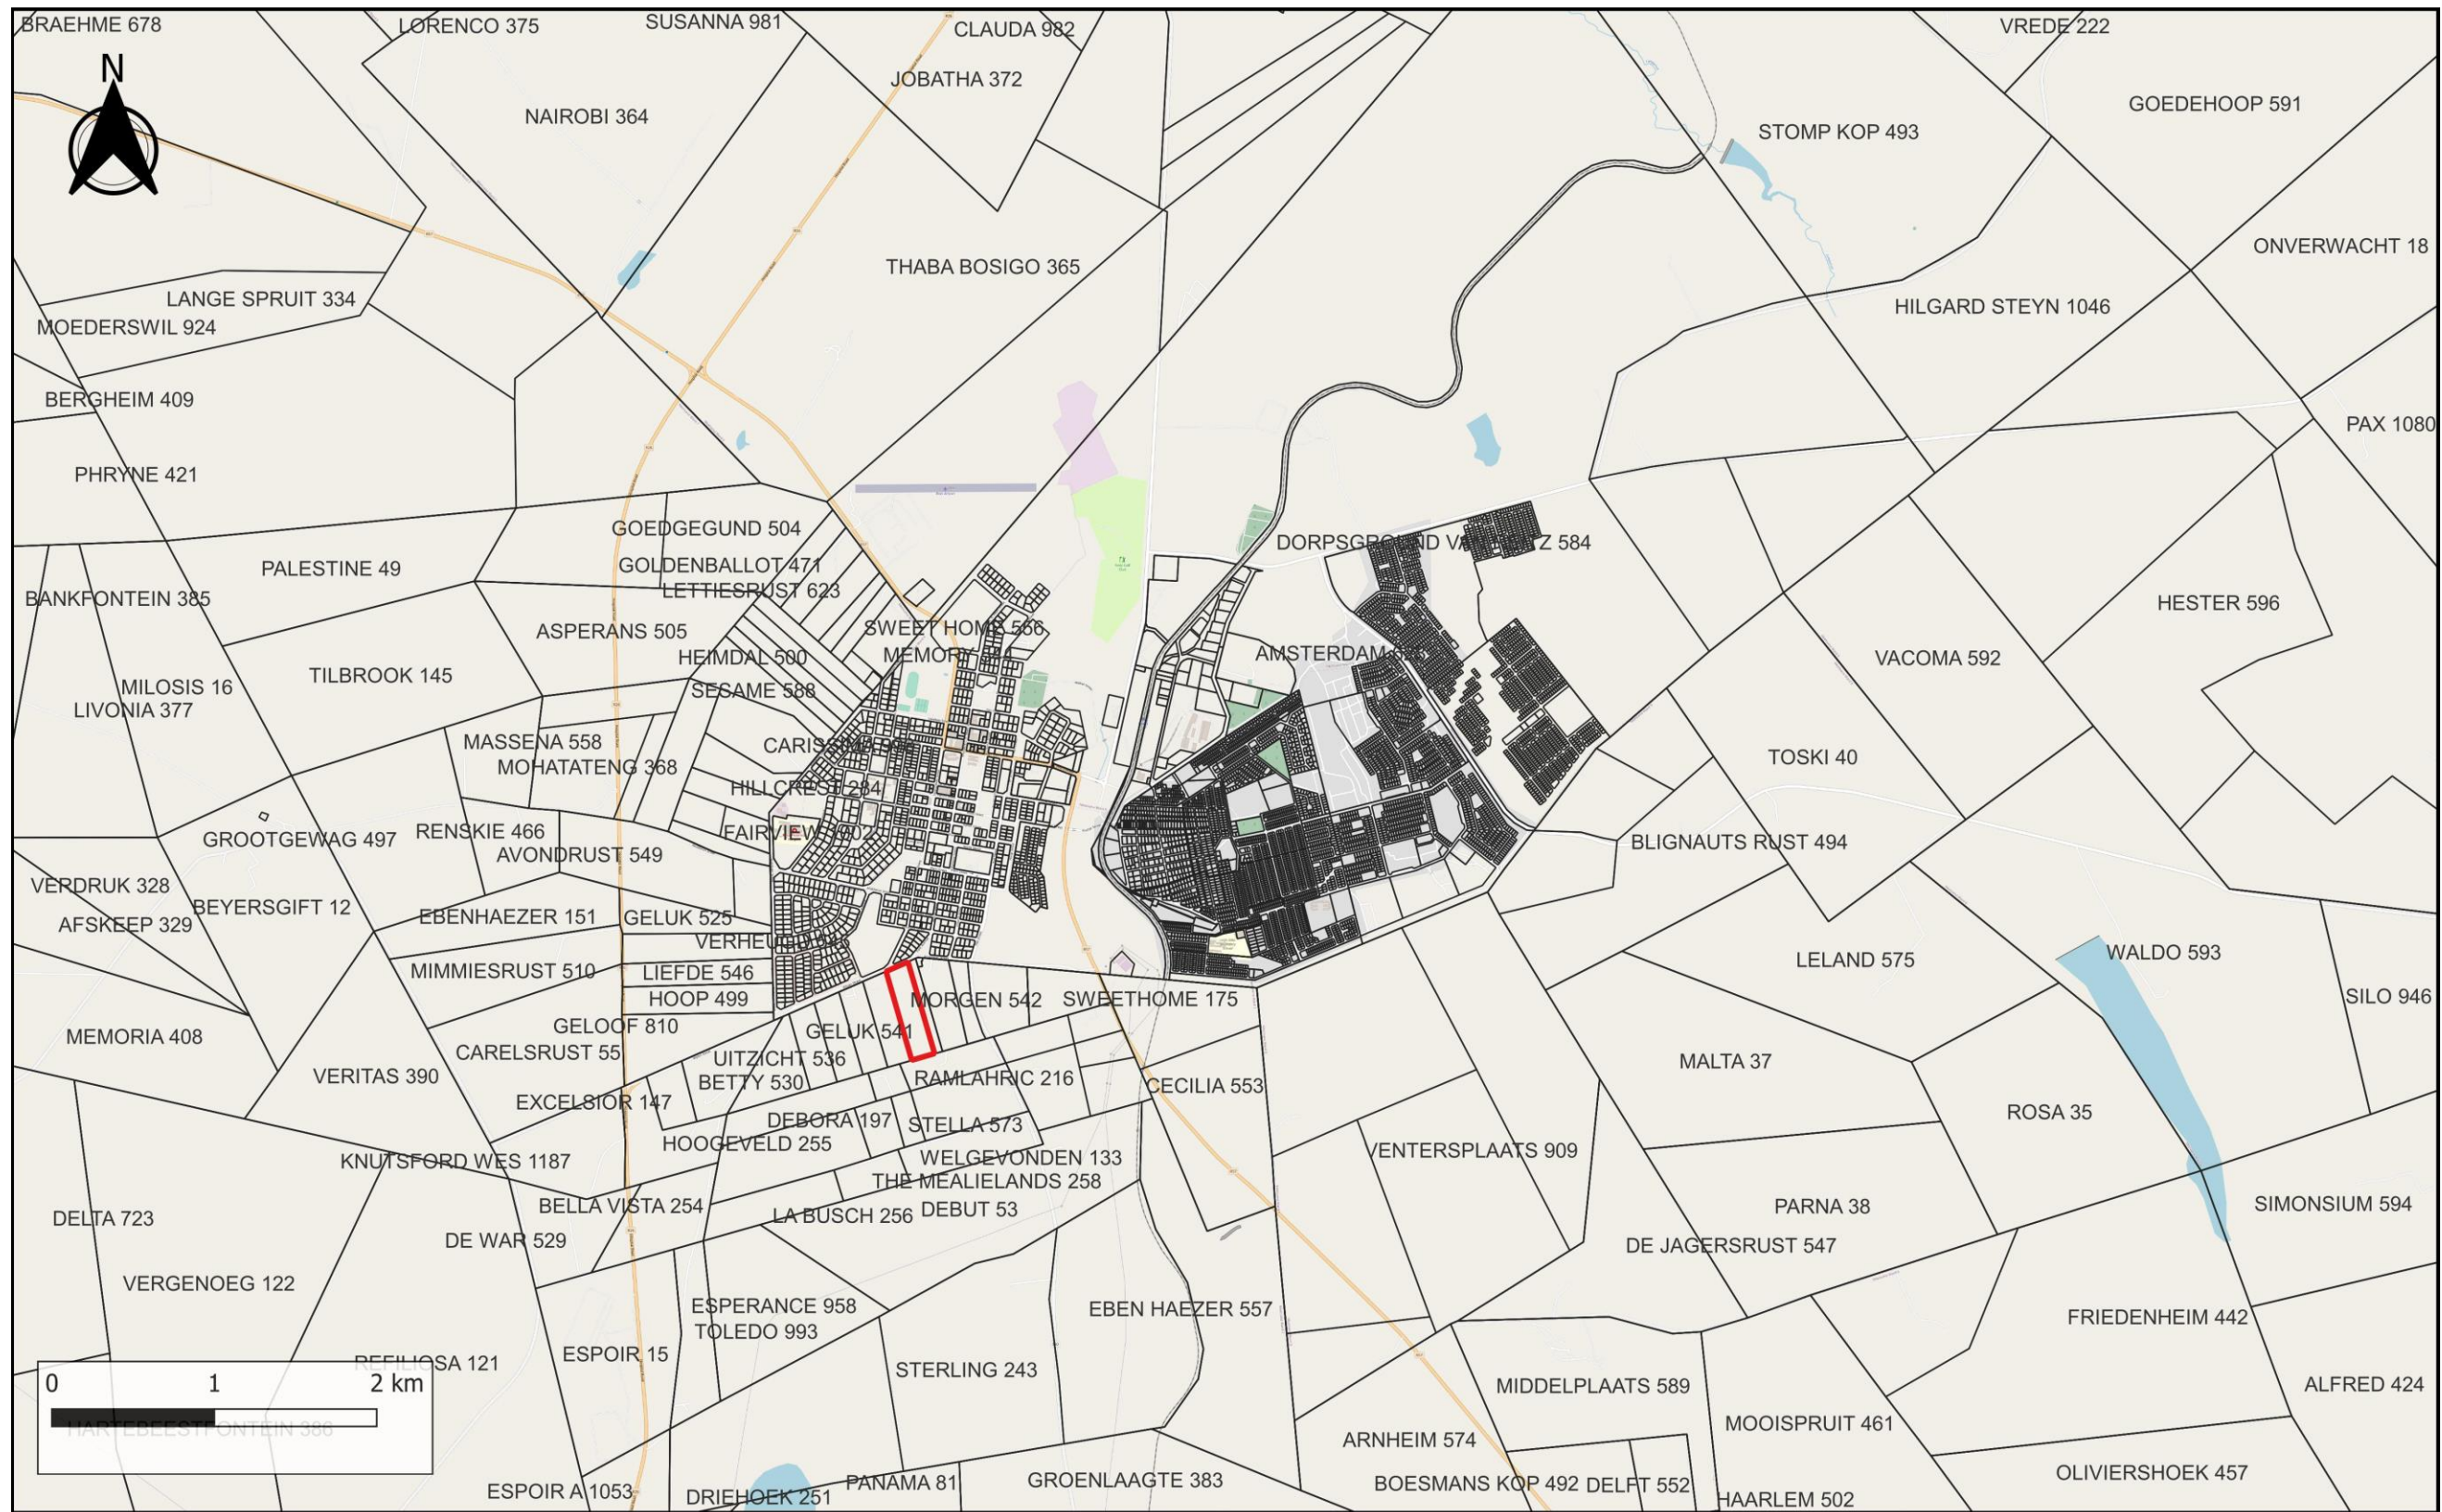 BRAEHME 678
LORENCO 375
SUSANNA 981
CLAUDA 982
VREDE 222
N
JOBATHA 372
NAIROBI 364
GOEDEHOOP 591
STOMP KOP 493
ONVERWACHT 18
THABA BOSIGO 365
LANGE SPRUIT 334
HILGARD STEYN 1046
MOEDERSWIL 924
BERGHEIM 409
PAX 1080
PHRYNE 421
GOEDGEGUND 504
DORPSGROUND
584
GOLDENBALLOT 471
PALESTINE 49
LETTIESRUST 623
BANKFONTEIN 385
HESTER 596
SWEET HOME 556
ASPERANS 505
AMSTERDAM
MEMORY
HEIMDAL 500
VACOMA 592
TILBROOK 145
MILOSIS 16
SESAME 588
LIVONIA 377
MASSENA 558
CARISSIMA
TOSKI 40
MOHATATENG 368
HILLCREST 284
FAIRVIEW
GROOTGEWAG 497
RENSKIE 466
BLIGNAUTS RUST 494
AVONDRUST 549
VERDRUK 328
BEYERSGIFT 12
EBENHAEZER 151
GELUK 525
AFSKEEP 329
WALDO 593
LELAND 575
MIMMIESRUST 510
LIEFDE 546
SILO 946
HOOP 499
MORGEN 542
SWEETHOME 175
GELOOF 810
GELUK 541
MEMORIA 408
CARELSRUST 55
UITZICHT 536
MALTA 37
VERITAS 390
BETTY 530
RAMLAHRIC 216
CECILIA 553
EXCELSIOR 147
ROSA 35
DEBORA 197
STELLA 573
HOOGEVELD 255
VENTERSPLAATS 909
KNUTSFORD WES 1187
WELGEVONDEN 133
THE MEALIELANDS 258
BELLA VISTA 254
PARNA 38
SIMONSIUM 594
DELTA 723
LA BUSCH 256
DEBUT 53
DE WAR 529
DE JAGERSRUST 547
VERGENOEG 122
ESPERANCE 958
EBEN HAEZER 557
FRIEDENHEIM 442
TOLEDO 993
ESPOIR 15
REFILIOSA 121
STERLING 243
0 1 2 km
MIDDELPLAATS 589
ALFRED 424
MOOISPRUIT 461
HARTEBEESTFONTEIN 386
ARNHEIM 574
OLIVIERSHOEK 457
GROENLAAGTE 383
PANAMA 81
BOESMANS KOP 492
DELFT 552
ESPOIR A 1053
DRIEHOEK 251
HAARLEM 502